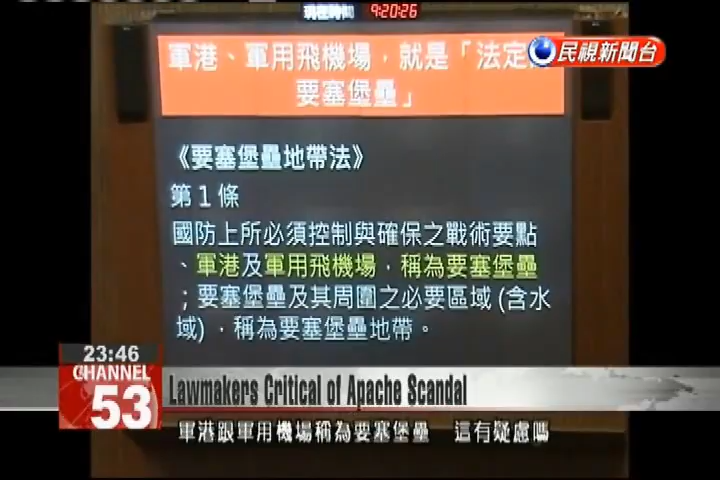 現在時間 9:20:26
民視新聞台
軍港、軍用飛機場，就是「法定
要塞堡壘」
《要塞堡壘地帶法》
第 1 條
國防上所必須控制與確保之戰術要點
、軍港及軍用飛機場，稱為要塞堡壘
；要塞堡壘及其周圍之必要區域 (含水
域) ，稱為要塞堡壘地帶。
23:46
CHANNEL
53
Lawmakers Critical of Apache Scandal
軍港跟軍用機場稱為要塞堡壘 這有疑慮嗎